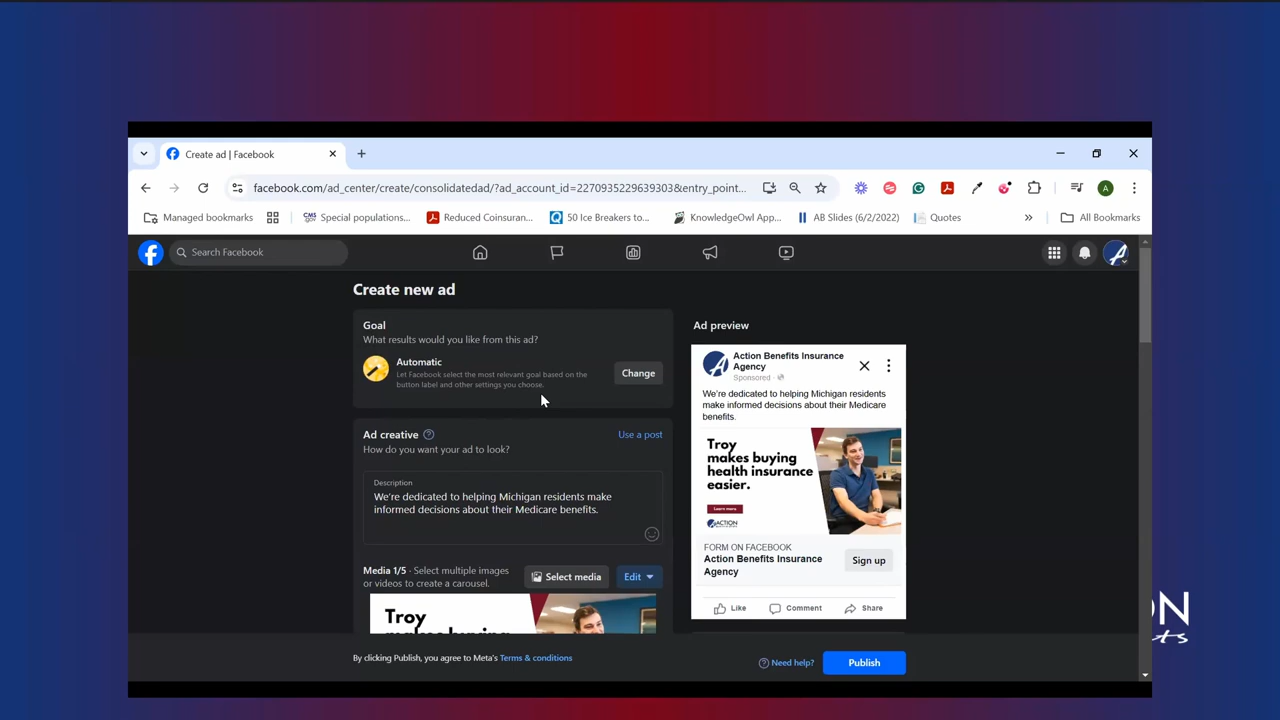 Create ad | Facebook
facebook.com/ad_center/create/consolidatedad/?ad_account_id=2270935229639303&entry_point...
A
Managed bookmarks
CMS
Special populations...
Reduced Coinsuran...
50 Ice Breakers to...
KnowledgeOwl App...
AB Slides (6/2/2022)
Quotes
»
All Bookmarks
Search Facebook
Create new ad
Goal
What results would you like from this ad?
Automatic
Let Facebook select the most relevant goal based on the
button label and other settings you choose.
Change
Ad creative
Use a post
How do you want your ad to look?
Description
We're dedicated to helping Michigan residents make
informed decisions about their Medicare benefits.
Media 1/5 · Select multiple images
or videos to create a carousel.
Select media
Edit
Troy
Ad preview
Action Benefits Insurance
Agency
Sponsored ·
We're dedicated to helping Michigan residents
make informed decisions about their Medicare
benefits.
Troy
makes buying
health insurance
easier.
Learn more
ACTION
FORM ON FACEBOOK
Action Benefits Insurance
Agency
Sign up
Like
Comment
Share
By clicking Publish, you agree to Meta's Terms & conditions
Need help?
Publish
ON
ts